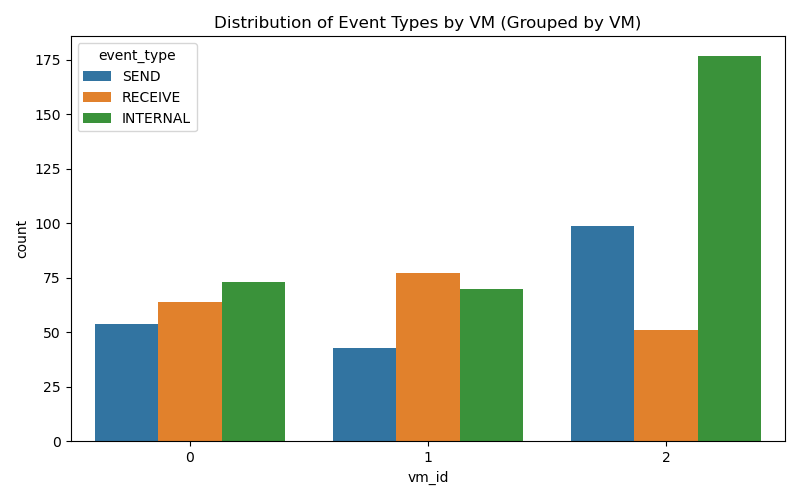 Distribution of Event Types by VM (Grouped by VM)
event_type
SEND
RECEIVE
INTERNAL
count
175
150
125
100
75
50
25
0
0 1 2
vm_id